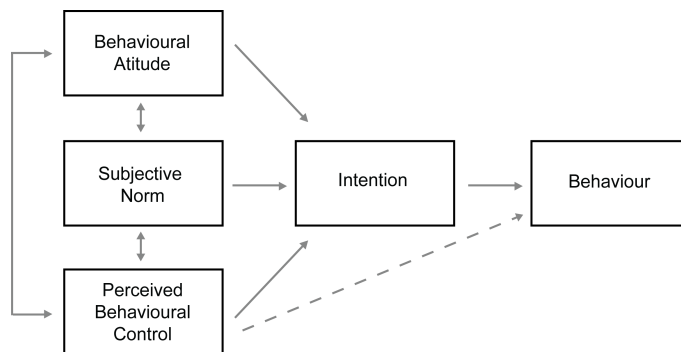 Behavioural
Atitude
Subjective
Norm
Intention
Behaviour
Perceived
Behavioural
Control